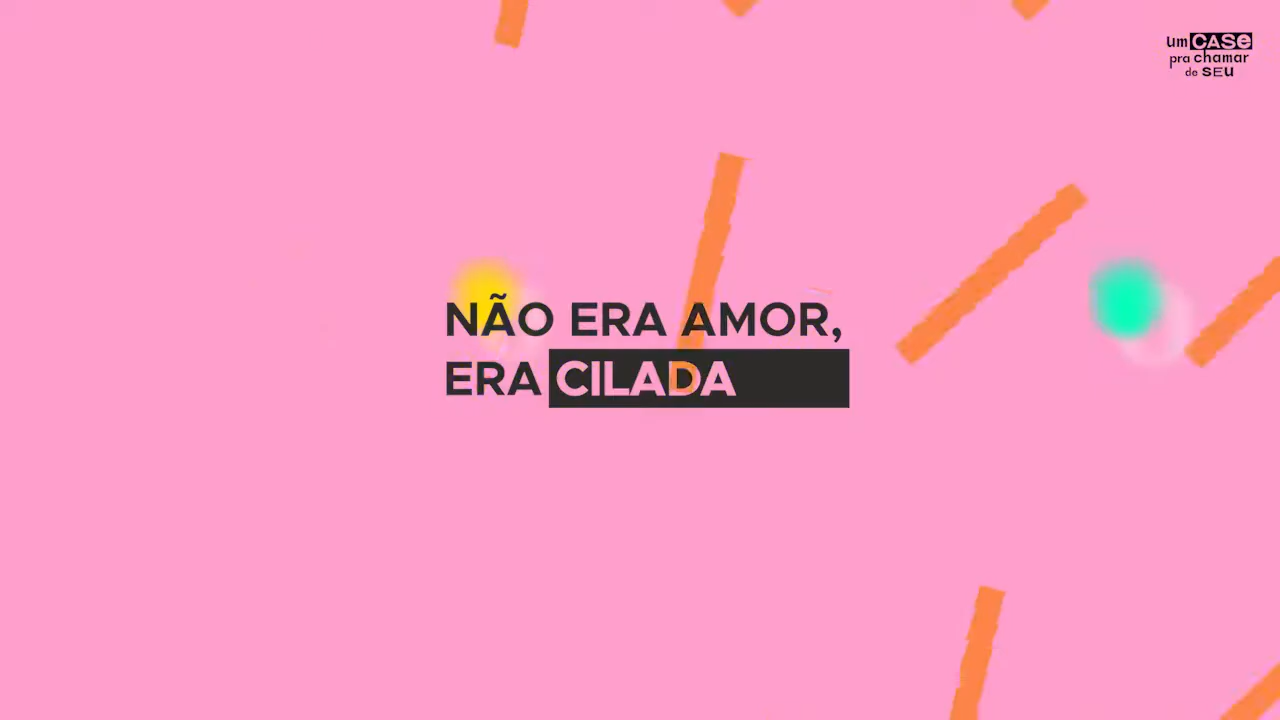 um CASe
pra chamar
de SEu
NÃO ERA AMOR,
ERA CILADA